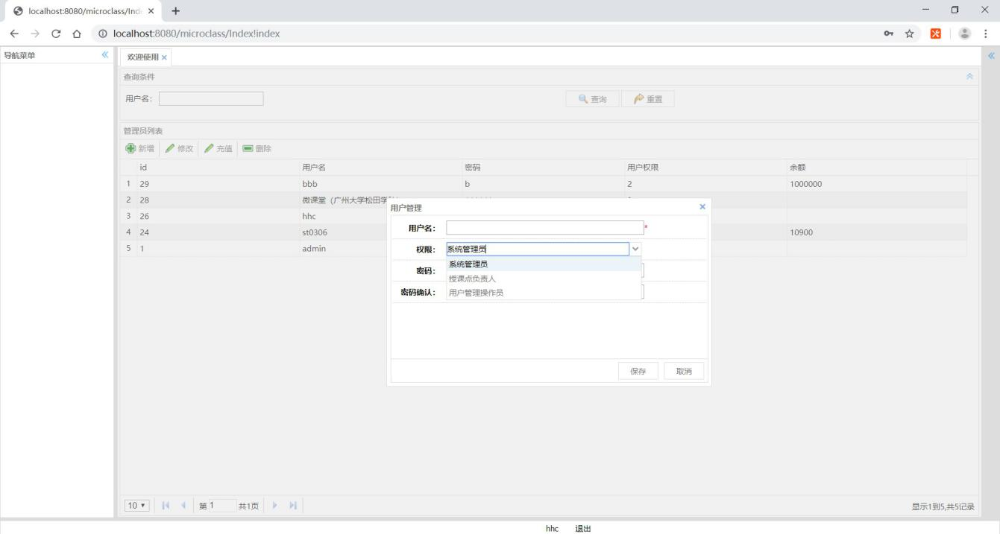 localhost:8080/microclass/Ind
localhost:8080/microclass/Index!index
导航菜单
欢迎使用
查询条件
用户名:
查询 重置
管理员列表
新增 修改 充值 删除
id 用户名 密码 用户权限 余额
1 29 bbb b 2 1000000
2 28 微课堂（广州大学松田学
3 26 hhc
4 24 st0306 10900
5 1 admin
用户管理
用户名: *
权限: 系统管理员
系统管理员
密码:
授课点负责人
密码确认: 用户管理操作员
保存 取消
10 第 1 共1页
显示1到5,共5记录
hhc 退出